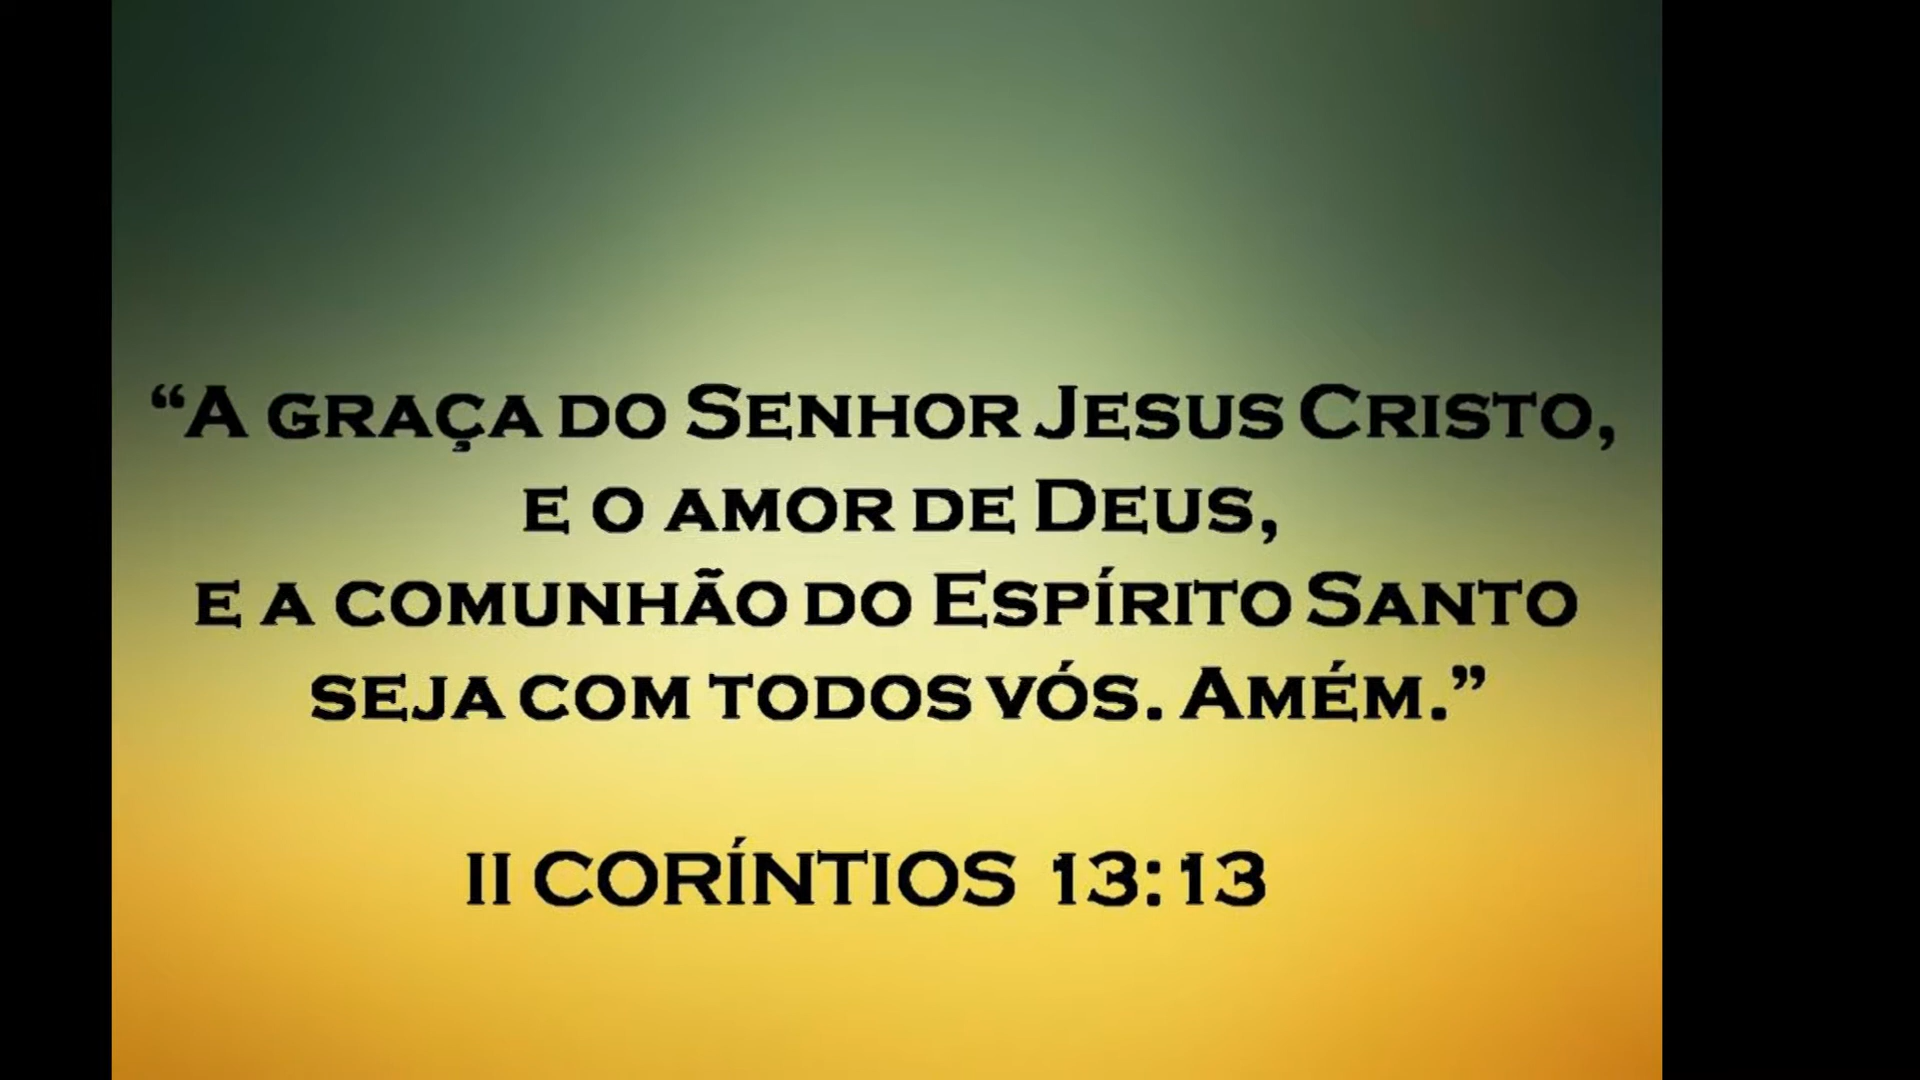 “A GRAÇA DO SENHOR JESUS CRISTO,
E O AMOR DE DEUS,
E A COMUNHÃO DO ESPÍRITO SANTO
SEJA COM TODOS VÓS. AMÉM.”
II CORÍNTIOS 13:13